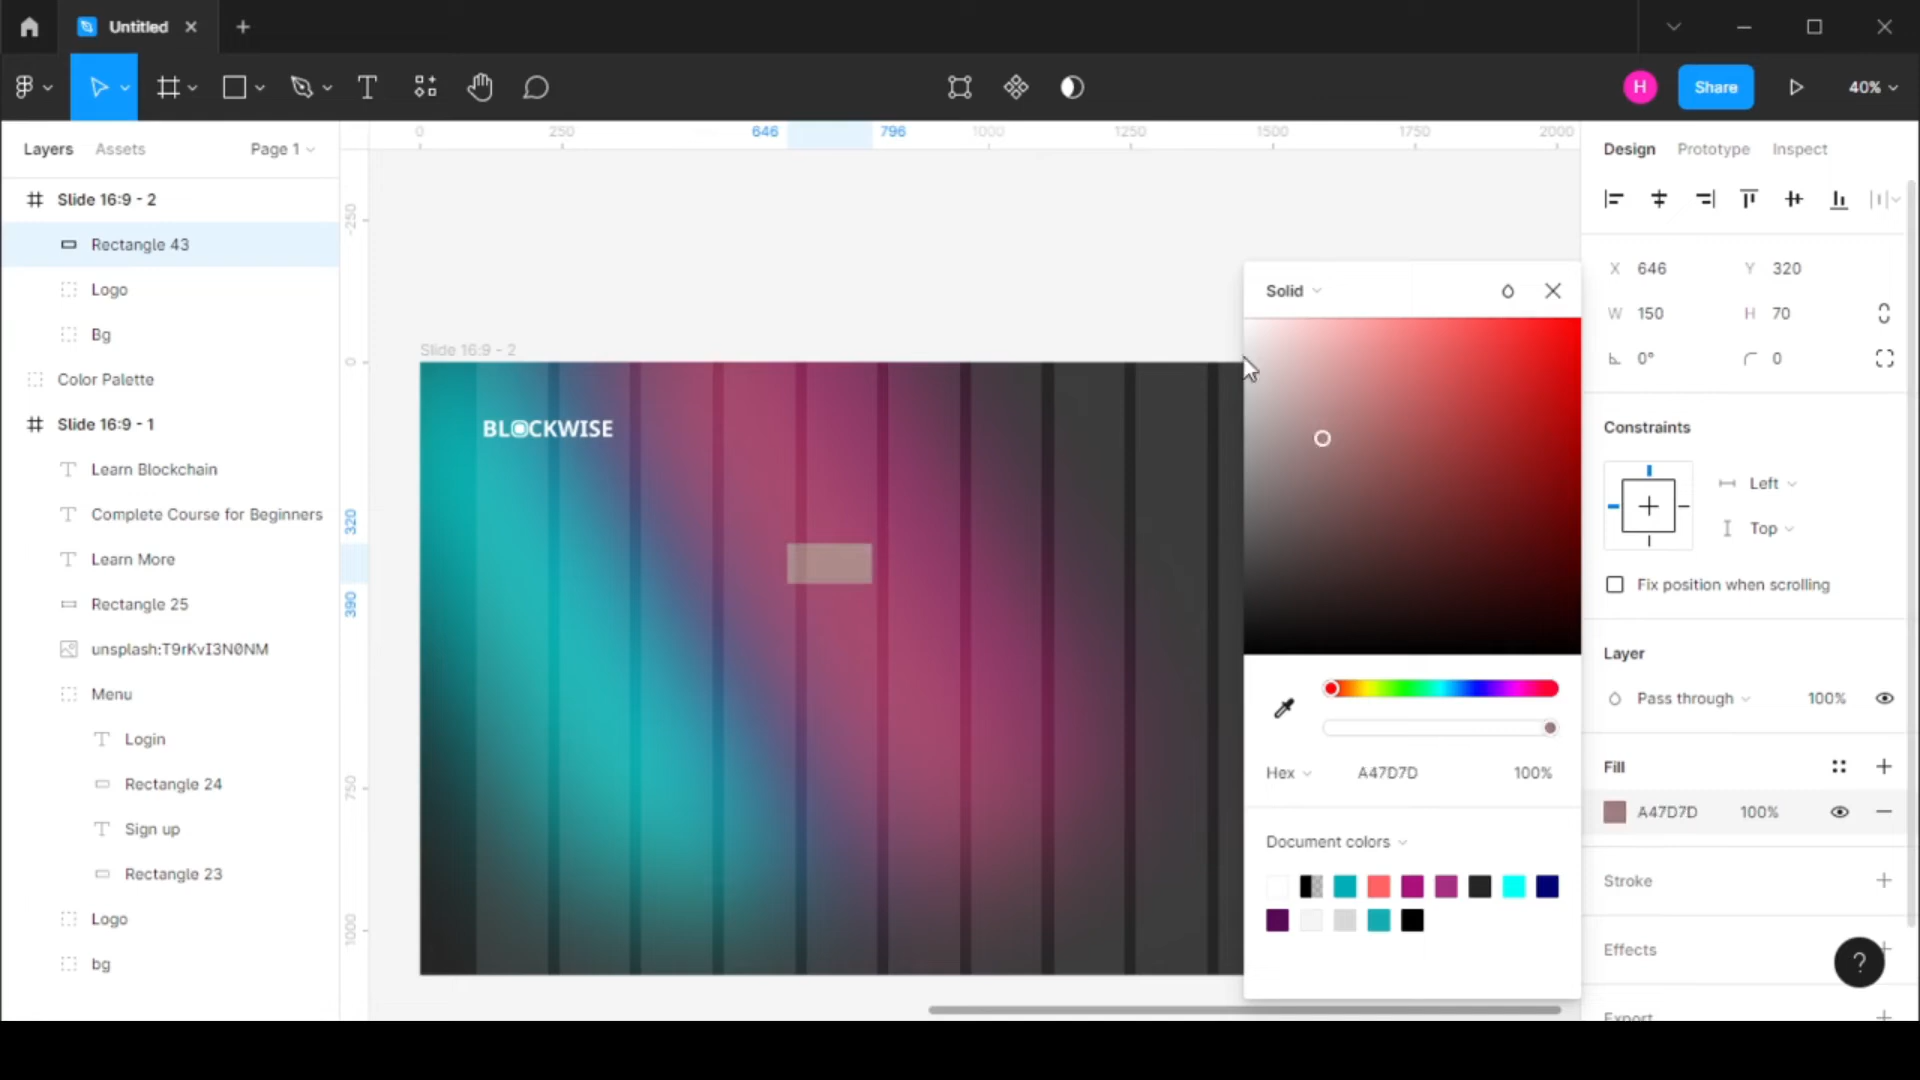 Untitled
H
Share
40%
Layers
Assets
Page 1
0
250
646
796
1000
1250
1500
1750
2000
Design
Prototype
Inspect
Slide 16:9 - 2
Rectangle 43
Logo
Bg
Color Palette
Slide 16:9 - 1
Learn Blockchain
Complete Course for Beginners
Learn More
Rectangle 25
unsplash:T9rKvI3N0NM
Menu
Login
Rectangle 24
Sign up
Rectangle 23
Logo
bg
-250
0
320
390
750
1000
Slide 16:9 - 2
BLOCKWISE
Solid
Hex
A47D7D
100%
Document colors
X 646
Y 320
W 150
H 70
0°
0
Constraints
Left
Top
Fix position when scrolling
Layer
Pass through
100%
Fill
A47D7D
100%
Stroke
Effects
?
Export